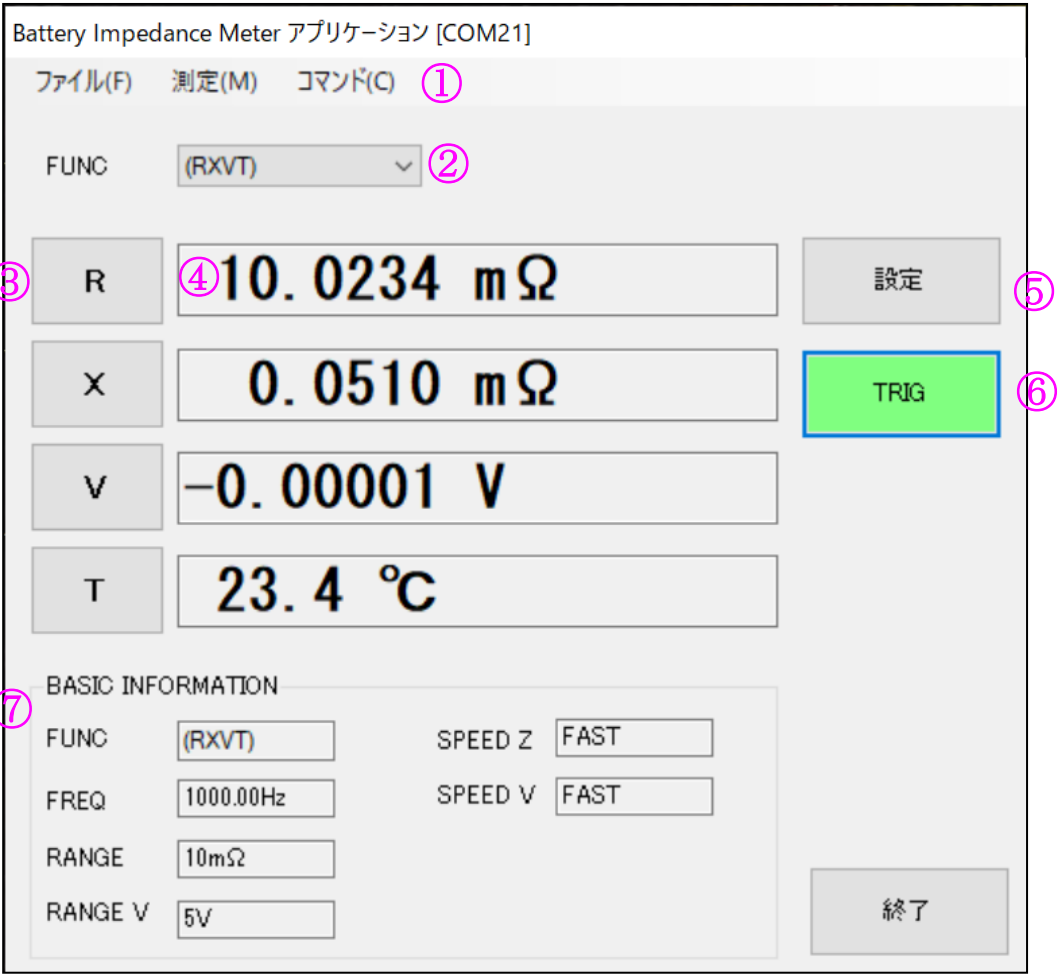 Battery Impedance Meter アプリケーション [COM21]
ファイル(F) 測定(M) コマンド(C) ①
FUNC (RXVT) ②
③ R ④ 10.0234 mΩ 設定 ⑤
X 0.0510 mΩ TRIG ⑥
V -0.00001 V
T 23.4 ℃
BASIC INFORMATION
⑦
FUNC (RXVT) SPEED Z FAST
FREQ 1000.00Hz SPEED V FAST
RANGE 10mΩ
RANGE V 5V 終了